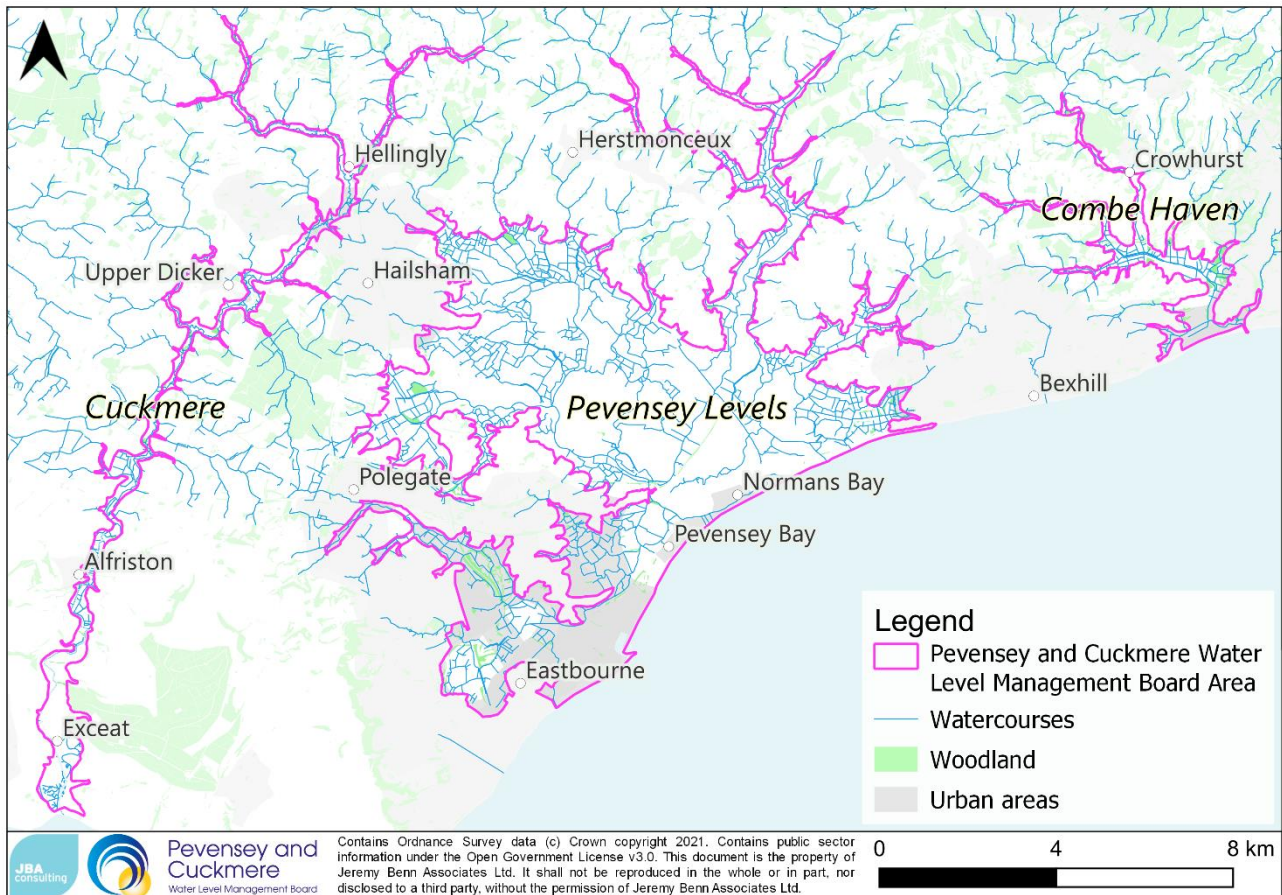 Hellingly
Herstmonceux
Crowhurst
Combe Haven
Upper Dicker
Hailsham
Bexhill
Cuckmere
Pevensey Levels
Polegate
Normans Bay
Pevensey Bay
Alfriston
Eastbourne
Exceat
Legend
Pevensey and Cuckmere Water
Level Management Board Area
Watercourses
Woodland
Urban areas
JBA
consulting
Pevensey and
Cuckmere
Water Level Management Board
Contains Ordnance Survey data (c) Crown copyright 2021. Contains public sector
information under the Open Government License v3.0. This document is the property of
Jeremy Benn Associates Ltd. It shall not be reproduced in the whole or in part, nor
disclosed to a third party, without the permission of Jeremy Benn Associates Ltd.
0 4 8 km